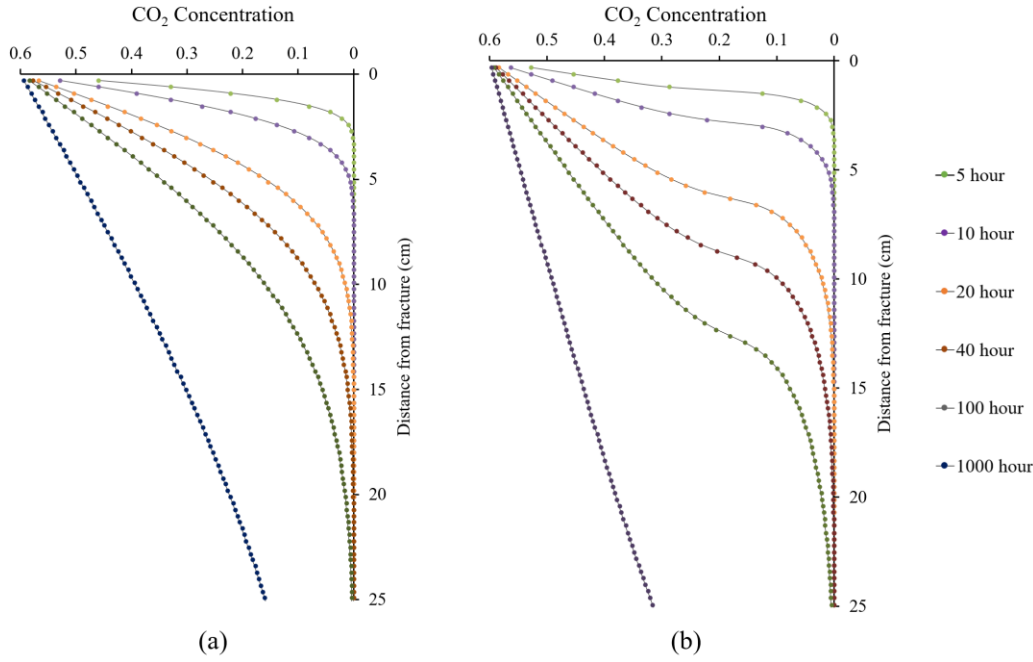 CO₂ Concentration
0.6 0.5 0.4 0.3 0.2 0.1 0
0
5
10
15
20
25
Distance from fracture (cm)
(a)
CO₂ Concentration
0.6 0.5 0.4 0.3 0.2 0.1 0
0
5
10
15
20
25
Distance from fracture (cm)
(b)
5 hour
10 hour
20 hour
40 hour
100 hour
1000 hour